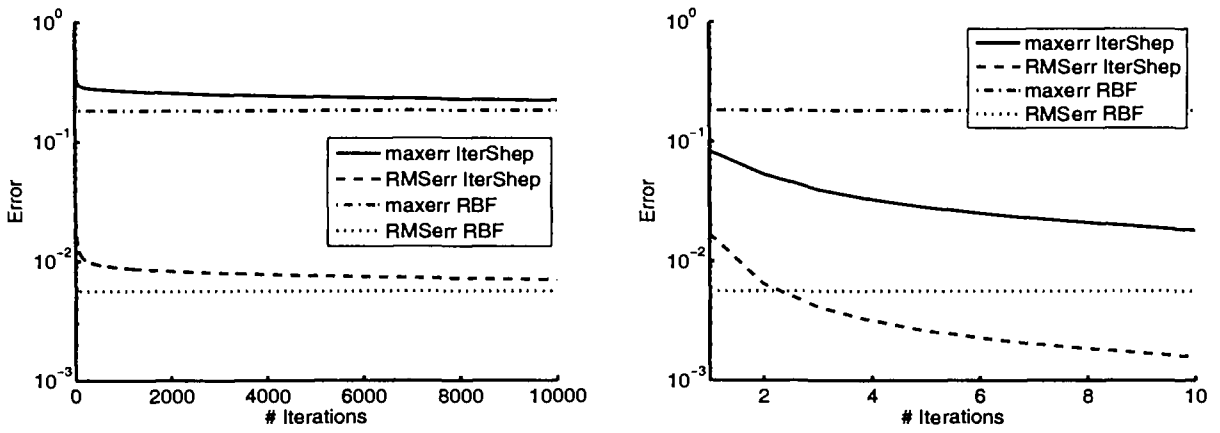 10^0
10^-1
10^-2
10^-3
Error
maxerr IterShep
RMSerr IterShep
maxerr RBF
RMSerr RBF
0 2000 4000 6000 8000 10000
# Iterations
10^0
10^-1
10^-2
10^-3
Error
maxerr IterShep
RMSerr IterShep
maxerr RBF
RMSerr RBF
2 4 6 8 10
# Iterations